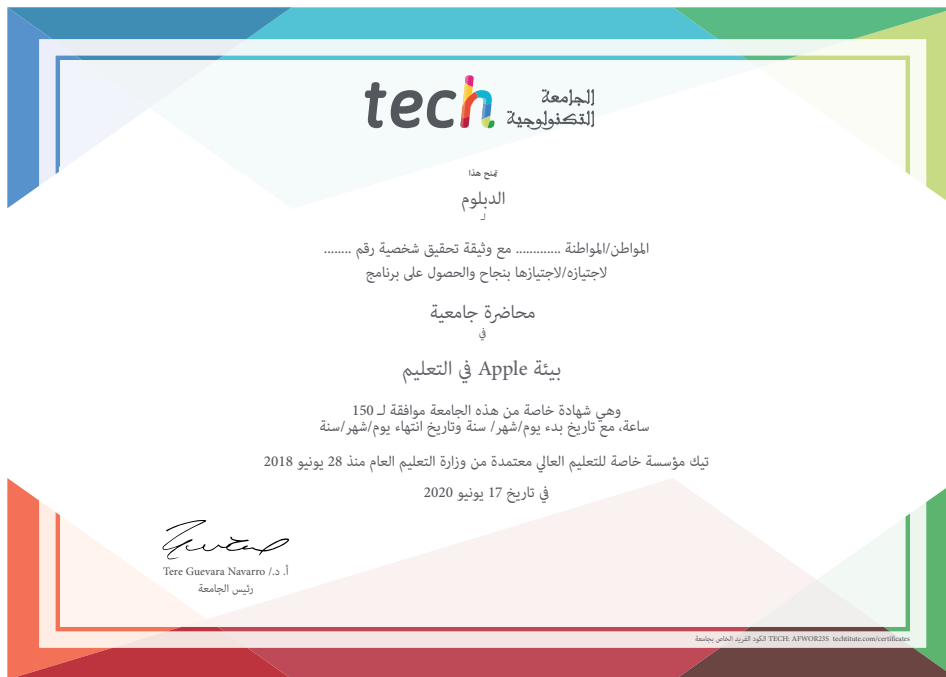 tech الجامعة
التكنولوجية
تمنح هذا
الدبلوم
لـ
المواطن/المواطنة ............. مع وثيقة تحقيق شخصية رقم ........
لاجتيازه/لاجتيازها بنجاح والحصول على برنامج
محاضرة جامعية
في
بيئة Apple في التعليم
وهي شهادة خاصة من هذه الجامعة موافقة لـ 150
ساعة، مع تاريخ بدء يوم/شهر/ سنة وتاريخ انتهاء يوم/شهر/سنة
تيك مؤسسة خاصة للتعليم العالي معتمدة من وزارة التعليم العام منذ 28 يونيو 2018
في تاريخ 17 يونيو 2020
أ. د./ Tere Guevara Navarro
رئيس الجامعة
الكود الفريد الخاص بجامعة TECH: AFWOR23S techtitute.com/certificates